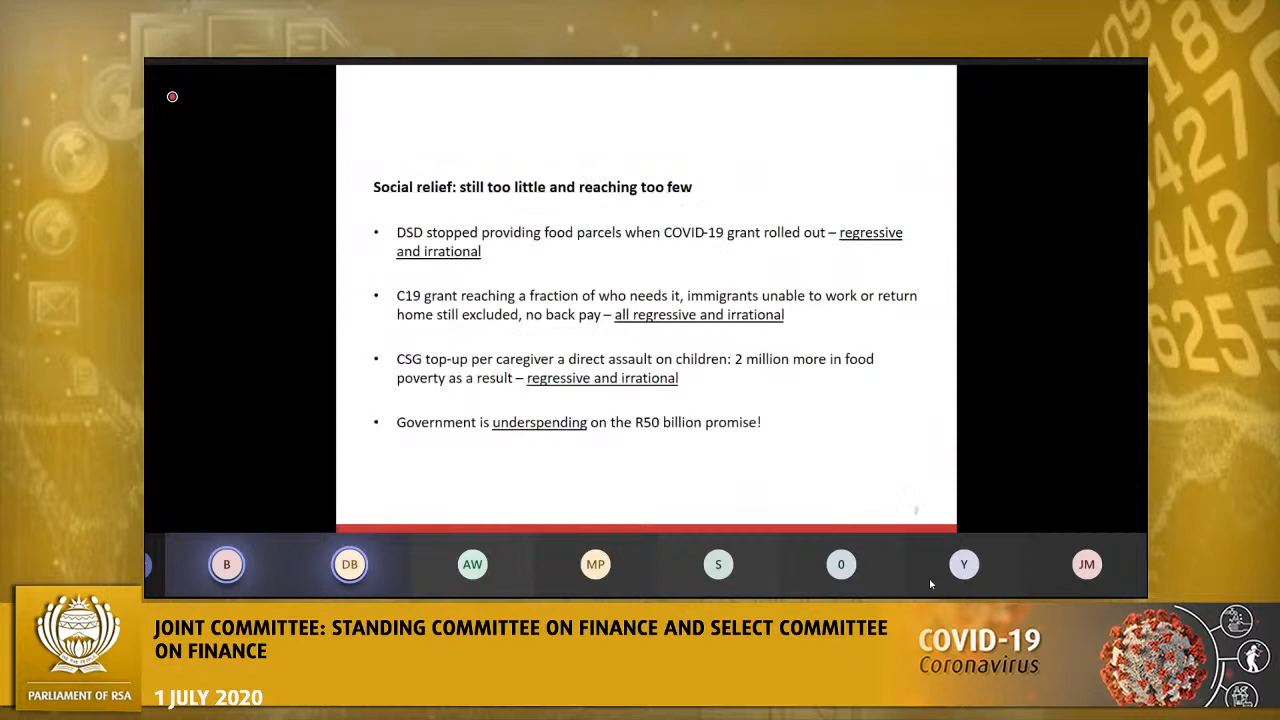 Social relief: still too little and reaching too few
• DSD stopped providing food parcels when COVID-19 grant rolled out – regressive
and irrational
• C19 grant reaching a fraction of who needs it, immigrants unable to work or return
home still excluded, no back pay – all regressive and irrational
• CSG top-up per caregiver a direct assault on children: 2 million more in food
poverty as a result – regressive and irrational
• Government is underspending on the R50 billion promise!
B DB AW MP S 0 Y JM
JOINT COMMITTEE: STANDING COMMITTEE ON FINANCE AND SELECT COMMITTEE
ON FINANCE
1 JULY 2020
PARLIAMENT OF RSA
COVID-19
Coronavirus